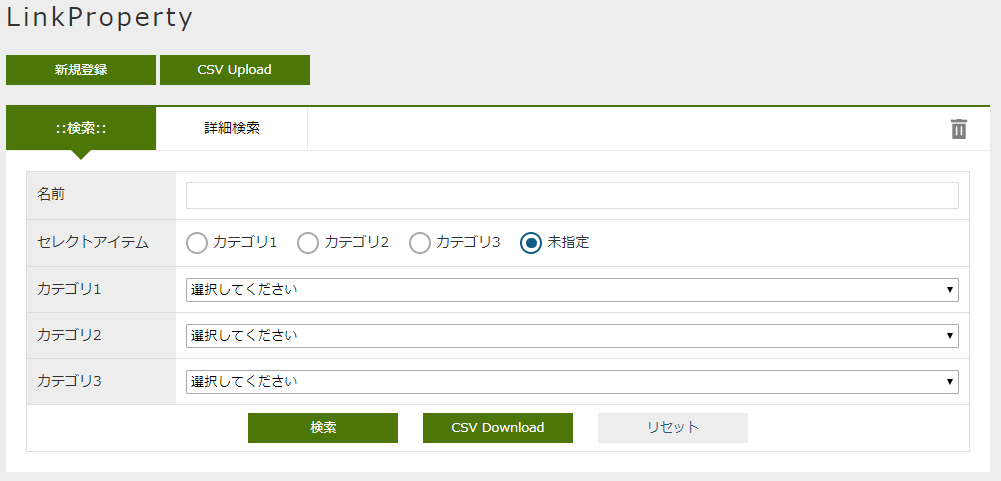 LinkProperty
新規登録 CSV Upload
::検索:: 詳細検索
名前
セレクトアイテム カテゴリ1 カテゴリ2 カテゴリ3 未指定
カテゴリ1 選択してください
カテゴリ2 選択してください
カテゴリ3 選択してください
検索 CSV Download リセット